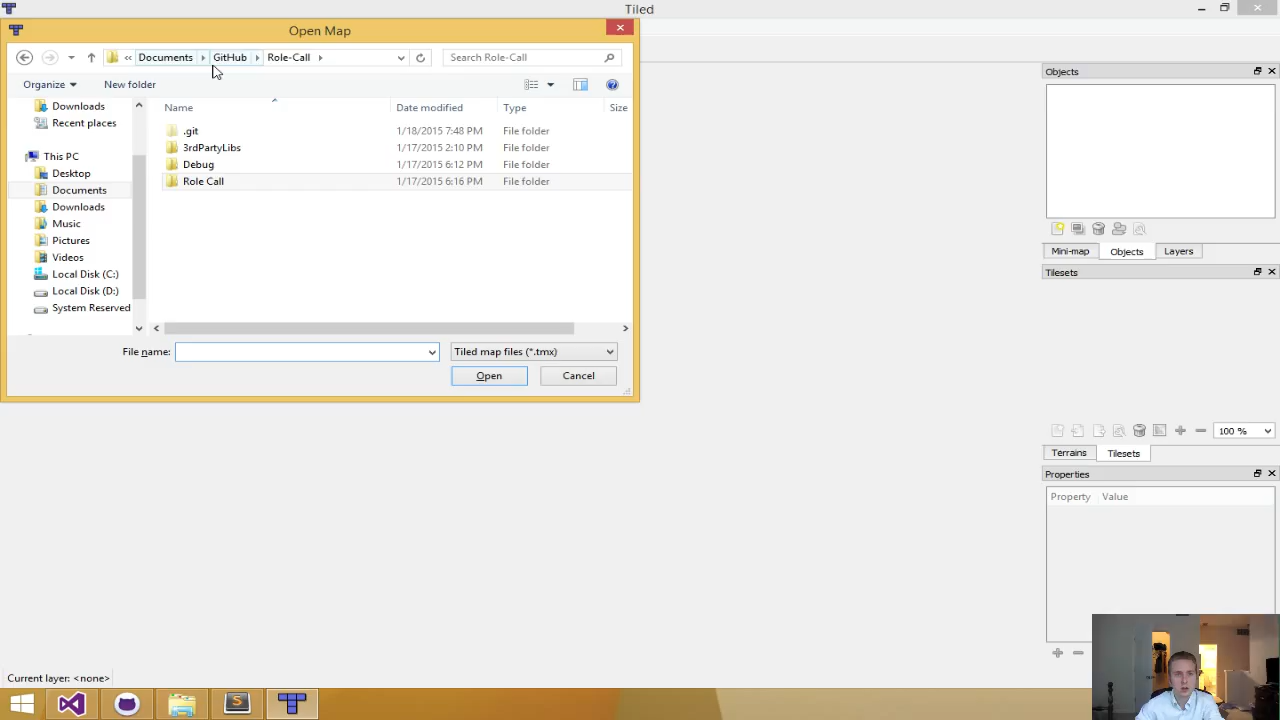 Tiled
Open Map
« Documents GitHub Role-Call
Search Role-Call
Organize
New folder
Name Date modified Type Size
Downloads
Recent places
This PC
Desktop
Documents
Downloads
Music
Pictures
Videos
Local Disk (C:)
Local Disk (D:)
System Reserved
.git 1/18/2015 7:48 PM File folder
3rdPartyLibs 1/17/2015 2:10 PM File folder
Debug 1/17/2015 6:12 PM File folder
Role Call 1/17/2015 6:16 PM File folder
File name:
Tiled map files (*.tmx)
Open
Cancel
Objects
Mini-map Objects Layers
Tilesets
100 %
Terrains Tilesets
Properties
Property Value
Current layer: <none>